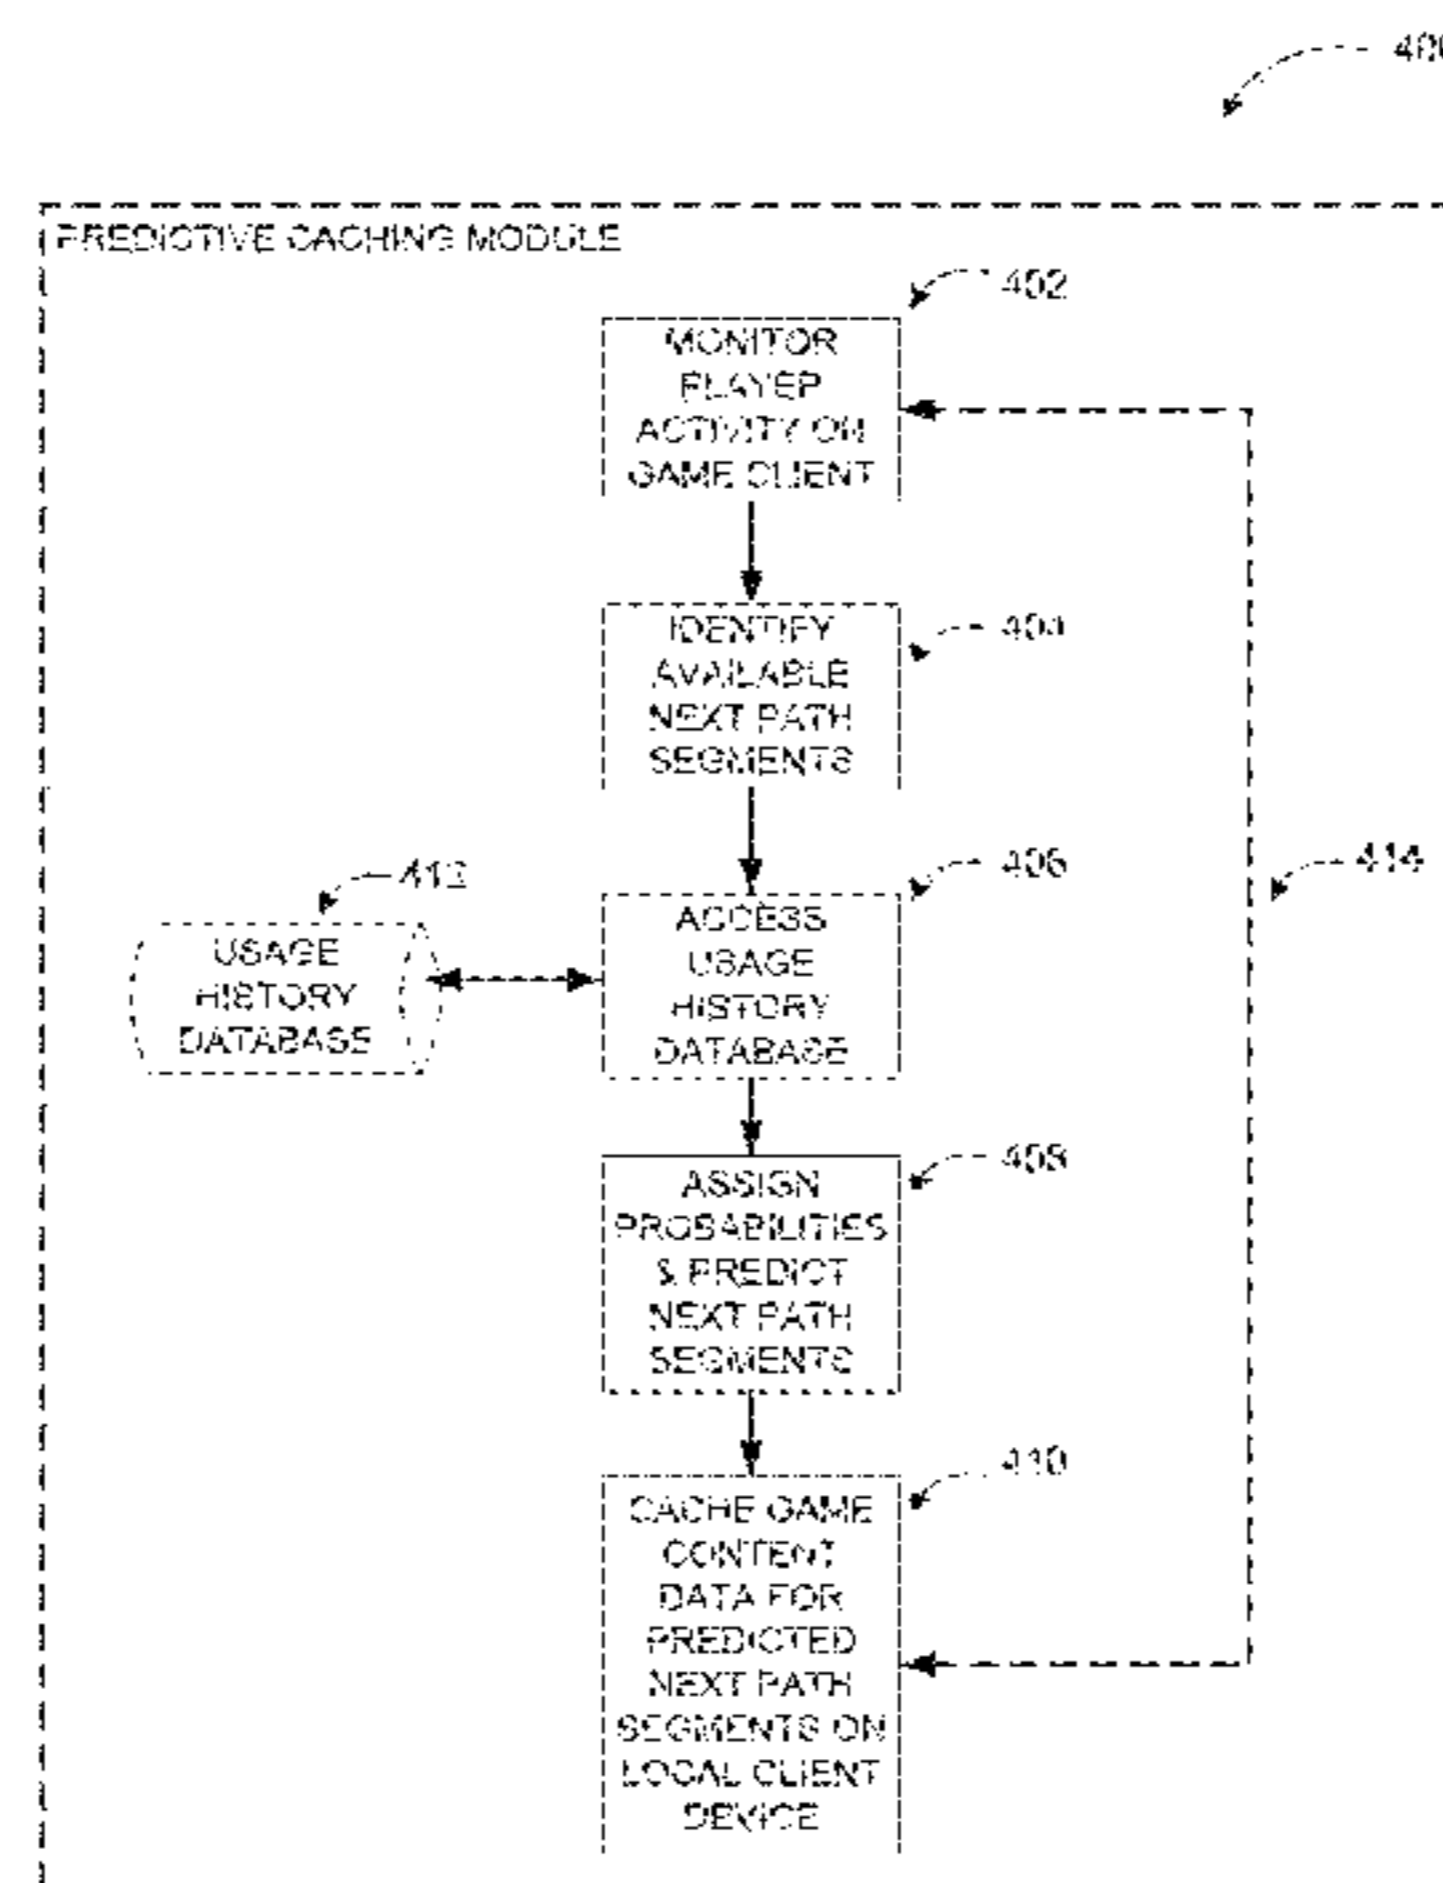 PREDICTIVE CACHING MODULE
402
MONITOR
PLAYER
ACTIVITY ON
GAME CLIENT
404
IDENTIFY
AVAILABLE
NEXT PATH
SEGMENTS
412
USAGE
HISTORY
DATABASE
406
ACCESS
USAGE
HISTORY
DATABASE
414
408
ASSIGN
PROBABILITIES
& PREDICT
NEXT PATH
SEGMENTS
410
CACHE GAME
CONTENT
DATA FOR
PREDICTED
NEXT PATH
SEGMENTS ON
LOCAL CLIENT
DEVICE